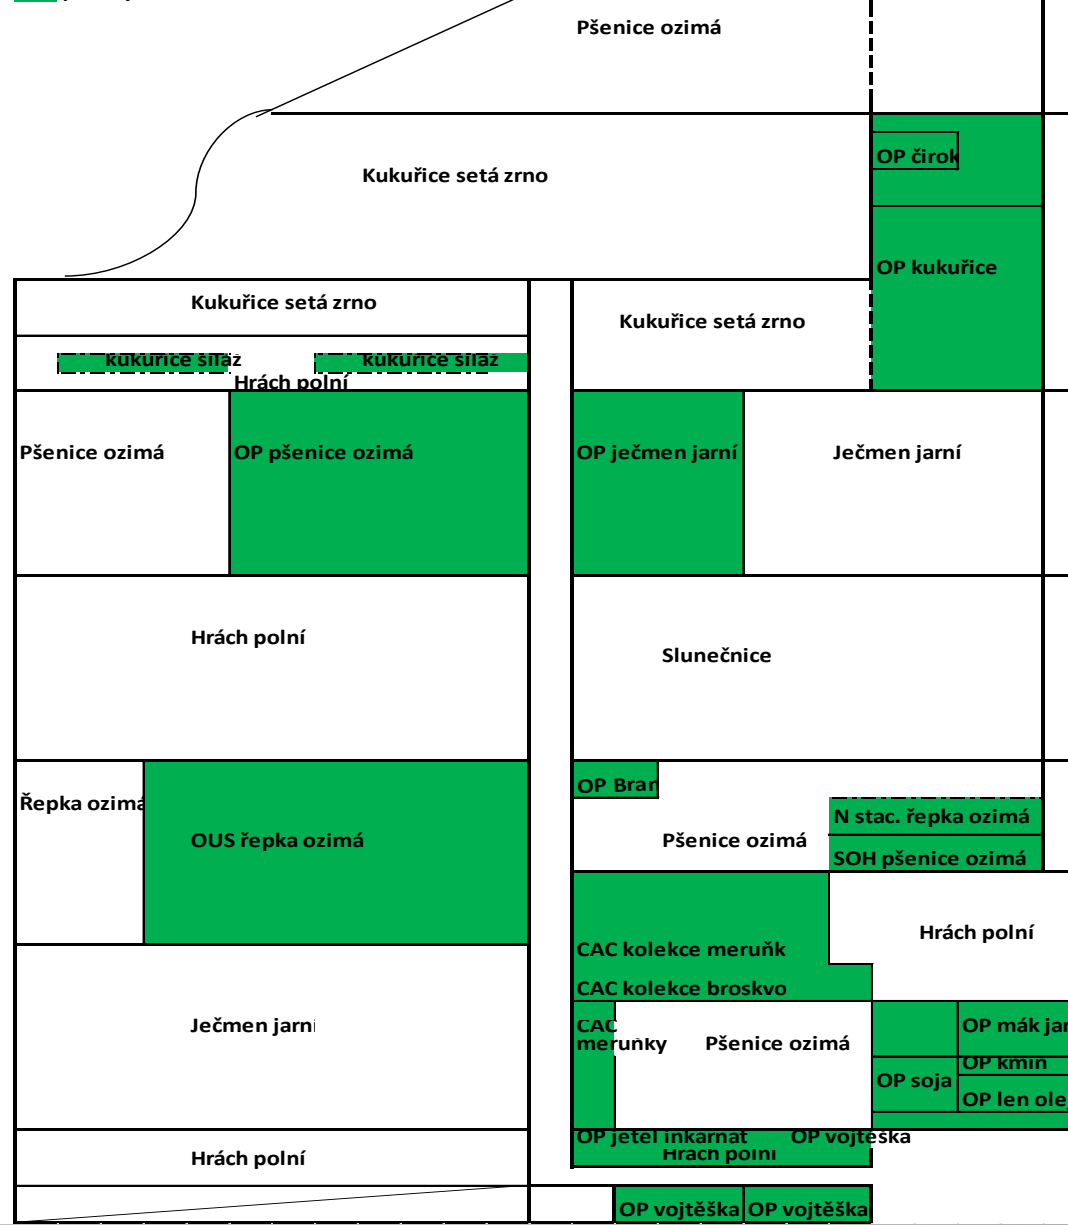 Pšenice ozimá
OP čirok
Kukuřice setá zrno
OP kukuřice
Kukuřice setá zrno
Kukuřice setá zrno
kukuřice siláž
kukuřice siláž
Hrách polní
Pšenice ozimá
OP pšenice ozimá
OP ječmen jarní
Ječmen jarní
Hrách polní
Slunečnice
OP Bram
Řepka ozimá
N stac. řepka ozimá
OUS řepka ozimá
Pšenice ozimá
SOH pšenice ozimá
Hrách polní
CAC kolekce meruňk
CAC kolekce broskvo
Ječmen jarní
CAC
meruňky
Pšenice ozimá
OP mák jar
OP kmín
OP soja
OP len ole
OP jetel inkarnát
OP vojtěška
Hrách polní
Hrách polní
OP vojtěška
OP vojtěška